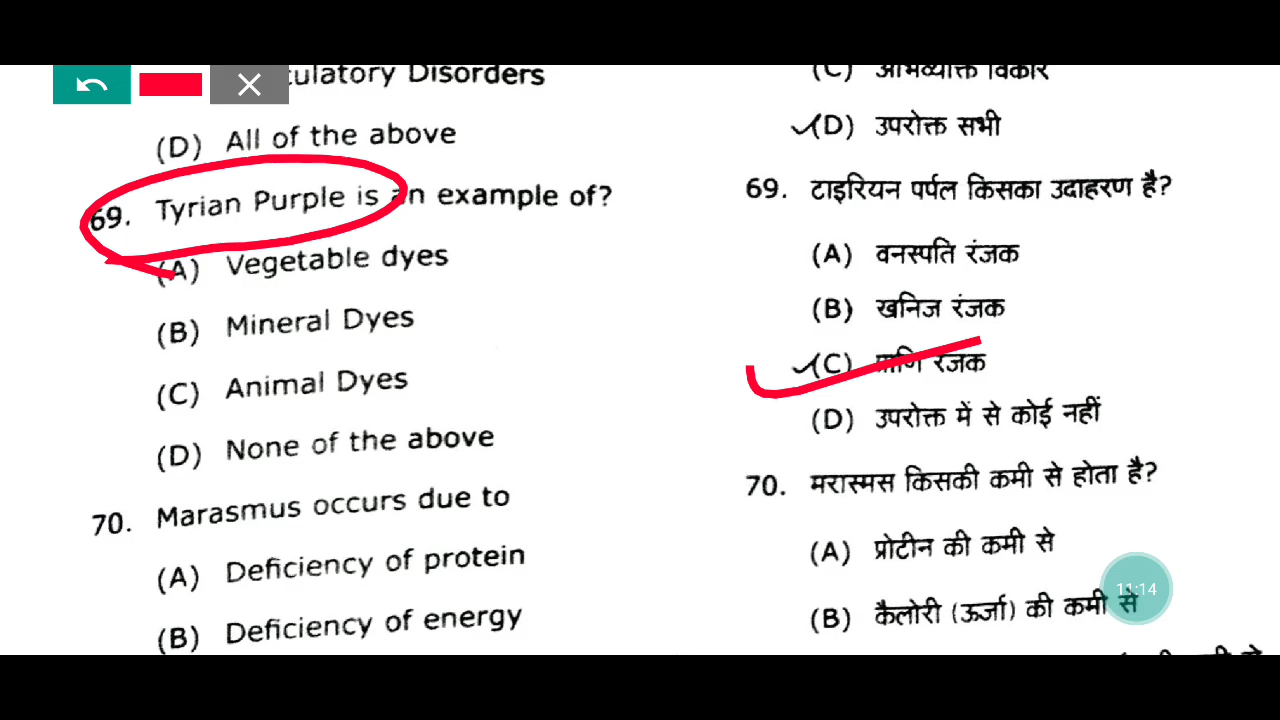 culatory Disorders
(D) All of the above
69. Tyrian Purple is an example of?
(A) Vegetable dyes
(B) Mineral Dyes
(C) Animal Dyes
(D) None of the above
70. Marasmus occurs due to
(A) Deficiency of protein
(B) Deficiency of energy
(C) अभिव्यक्ति विकार
(D) उपरोक्त सभी
69. टाइरियन पर्पल किसका उदाहरण है?
(A) वनस्पति रंजक
(B) खनिज रंजक
(C) प्राणि रंजक
(D) उपरोक्त में से कोई नहीं
70. मरास्मस किसकी कमी से होता है?
(A) प्रोटीन की कमी से
(B) कैलोरी (ऊर्जा) की कमी से
11:14